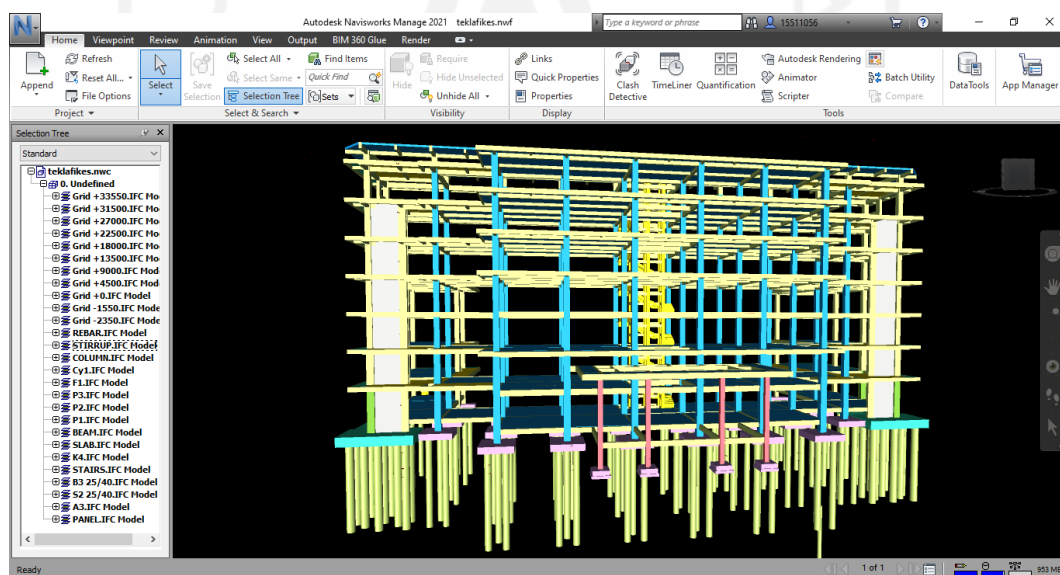 Autodesk Navisworks Manage 2021 teklafikes.nwf
Type a keyword or phrase
15511056
Home Viewpoint Review Animation View Output BIM 360 Glue Render
Append
Refresh
Reset All...
File Options
Project
Select
Save Selection
Select All
Select Same
Selection Tree
Find Items
Quick Find
Sets
Select & Search
Hide
Require
Hide Unselected
Unhide All
Visibility
Links
Quick Properties
Properties
Display
Clash Detective
TimeLiner
Quantification
Autodesk Rendering
Animator
Scripter
Batch Utility
Compare
Tools
DataTools
App Manager
Selection Tree
Standard
teklafikes.nwc
0. Undefined
Grid +33550.IFC Mo
Grid +31500.IFC Mo
Grid +27000.IFC Mo
Grid +22500.IFC Mo
Grid +18000.IFC Mo
Grid +13500.IFC Mo
Grid +9000.IFC Mod
Grid +4500.IFC Mod
Grid +0.IFC Model
Grid -1550.IFC Mode
Grid -2350.IFC Mode
REBAR.IFC Model
STIRRUP.IFC Model
COLUMN.IFC Model
Cy1.IFC Model
F1.IFC Model
P3.IFC Model
P2.IFC Model
P1.IFC Model
BEAM.IFC Model
SLAB.IFC Model
K4.IFC Model
STAIRS.IFC Model
B3 25/40.IFC Model
S2 25/40.IFC Model
A3.IFC Model
PANEL.IFC Model
Ready
1 of 1
953 MB